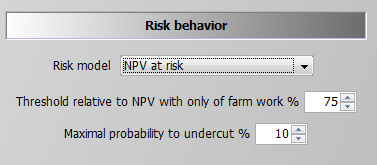 Risk behavior
Risk model NPV at risk
Threshold relative to NPV with only of farm work % 75
Maximal probability to undercut % 10